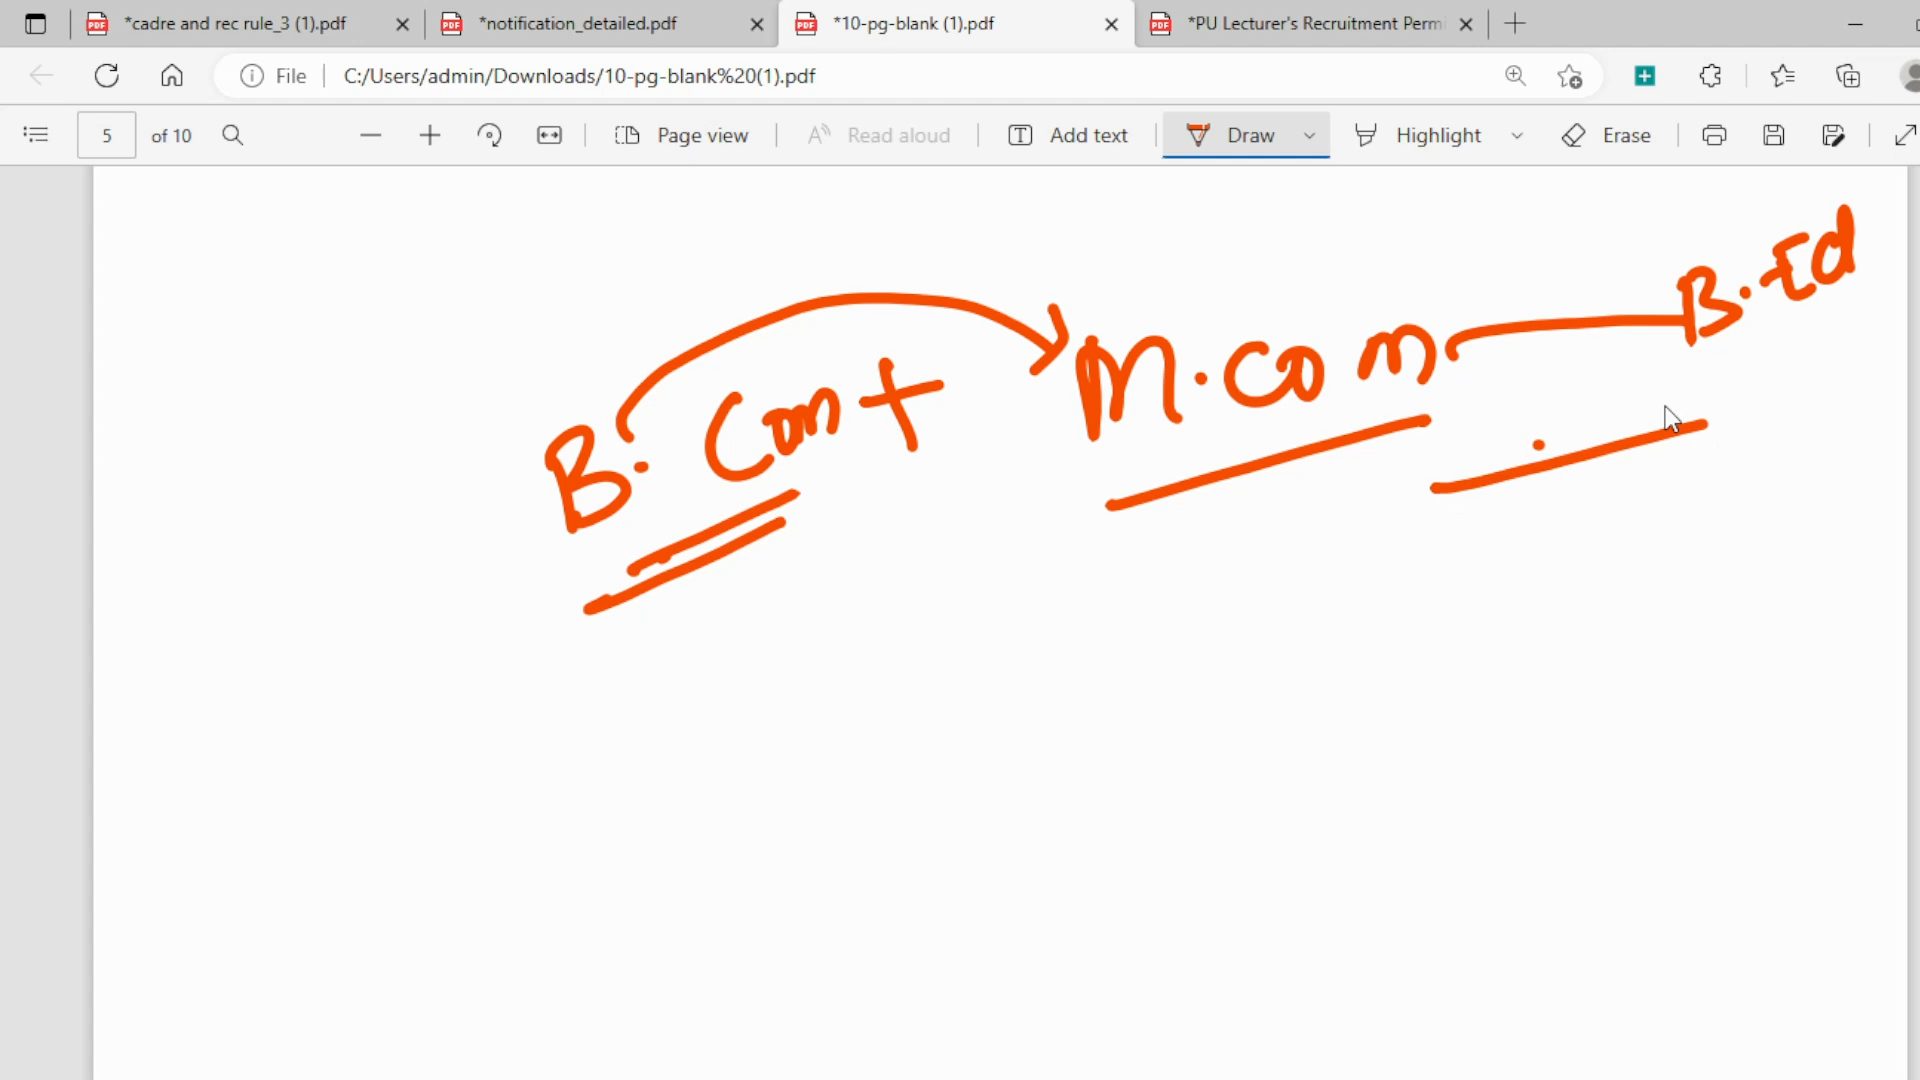 *cadre and rec rule_3 (1).pdf *notification_detailed.pdf *10-pg-blank (1).pdf *PU Lecturer's Recruitment Permi
File C:/Users/admin/Downloads/10-pg-blank%20(1).pdf
5 of 10 Page view Read aloud Add text Draw Highlight Erase
B. Com + M.Com B.Ed